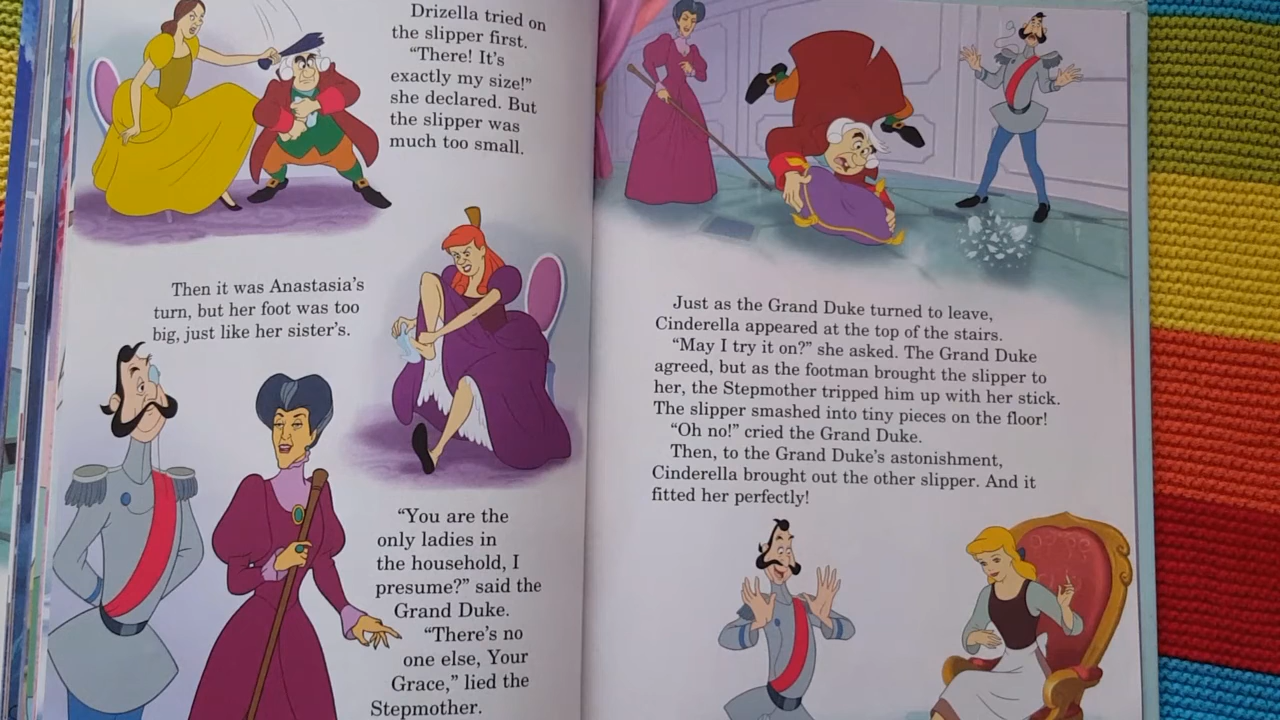 Drizella tried on
the slipper first.
“There! It’s
exactly my size!”
she declared. But
the slipper was
much too small.
Then it was Anastasia’s
turn, but her foot was too
big, just like her sister’s.
“You are the
only ladies in
the household, I
presume?” said the
Grand Duke.
“There’s no
one else, Your
Grace,” lied the
Stepmother.
Just as the Grand Duke turned to leave,
Cinderella appeared at the top of the stairs.
“May I try it on?” she asked. The Grand Duke
agreed, but as the footman brought the slipper to
her, the Stepmother tripped him up with her stick.
The slipper smashed into tiny pieces on the floor!
“Oh no!” cried the Grand Duke.
Then, to the Grand Duke’s astonishment,
Cinderella brought out the other slipper. And it
fitted her perfectly!